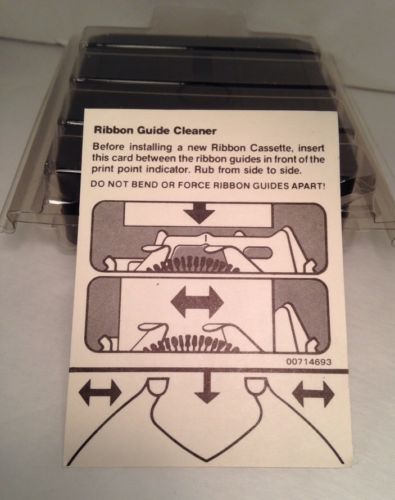 Ribbon Guide Cleaner
Before installing a new Ribbon Cassette, insert
this card between the ribbon guides in front of the
print point indicator. Rub from side to side.
DO NOT BEND OR FORCE RIBBON GUIDES APART!
00714693